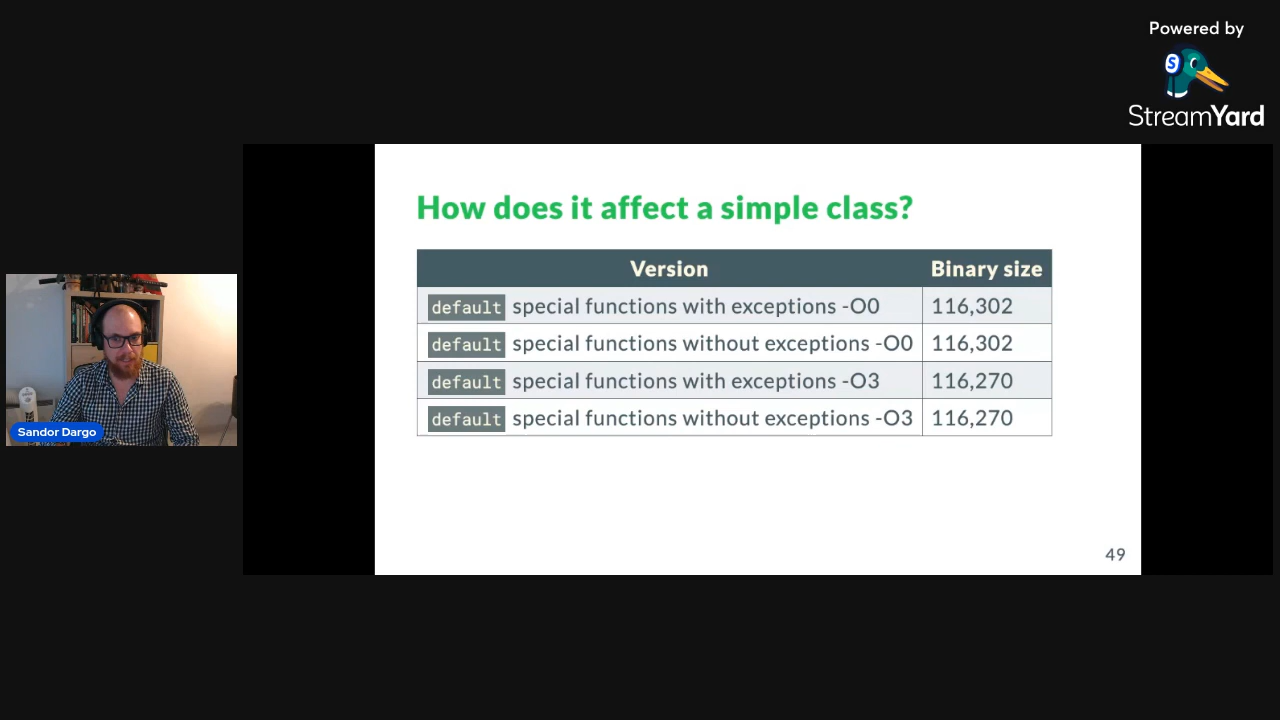 Powered by
StreamYard
How does it affect a simple class?
Version Binary size
default special functions with exceptions -O0 116,302
default special functions without exceptions -O0 116,302
default special functions with exceptions -O3 116,270
default special functions without exceptions -O3 116,270
Sandor Dargo
49